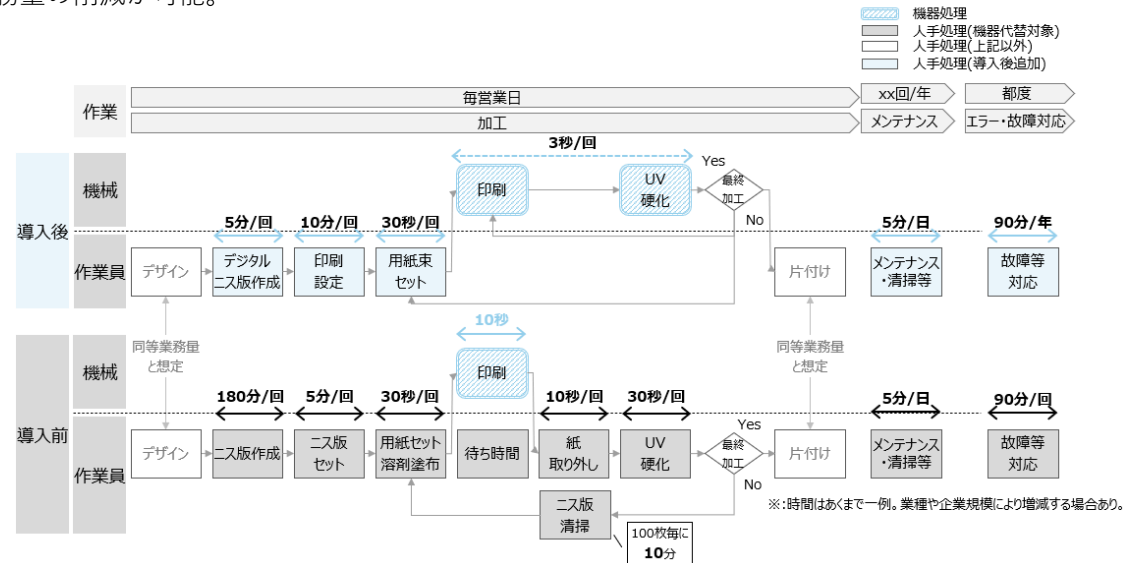 務量の削減が可能。
機器処理
人手処理(機器代替対象)
人手処理(上記以外)
人手処理(導入後追加)
作業
毎営業日
xx回/年
都度
加工
メンテナンス
エラー・故障対応
導入後
機械
3秒/回
印刷
UV
硬化
Yes
最終
加工
No
作業員
5分/回
10分/回
30秒/回
5分/日
90分/年
デザイン
デジタル
ニス版作成
印刷
設定
用紙束
セット
片付け
メンテナンス
・清掃等
故障等
対応
同等業務量
と想定
同等業務量
と想定
導入前
機械
10秒
印刷
作業員
180分/回
5分/回
30秒/回
10秒/回
30秒/回
5分/日
90分/回
デザイン
ニス版作成
ニス版
セット
用紙セット
溶剤塗布
待ち時間
紙
取り外し
UV
硬化
Yes
最終
加工
No
片付け
メンテナンス
・清掃等
故障等
対応
ニス版
清掃
100枚毎に
10分
※:時間はあくまで一例。業種や企業規模により増減する場合あり。